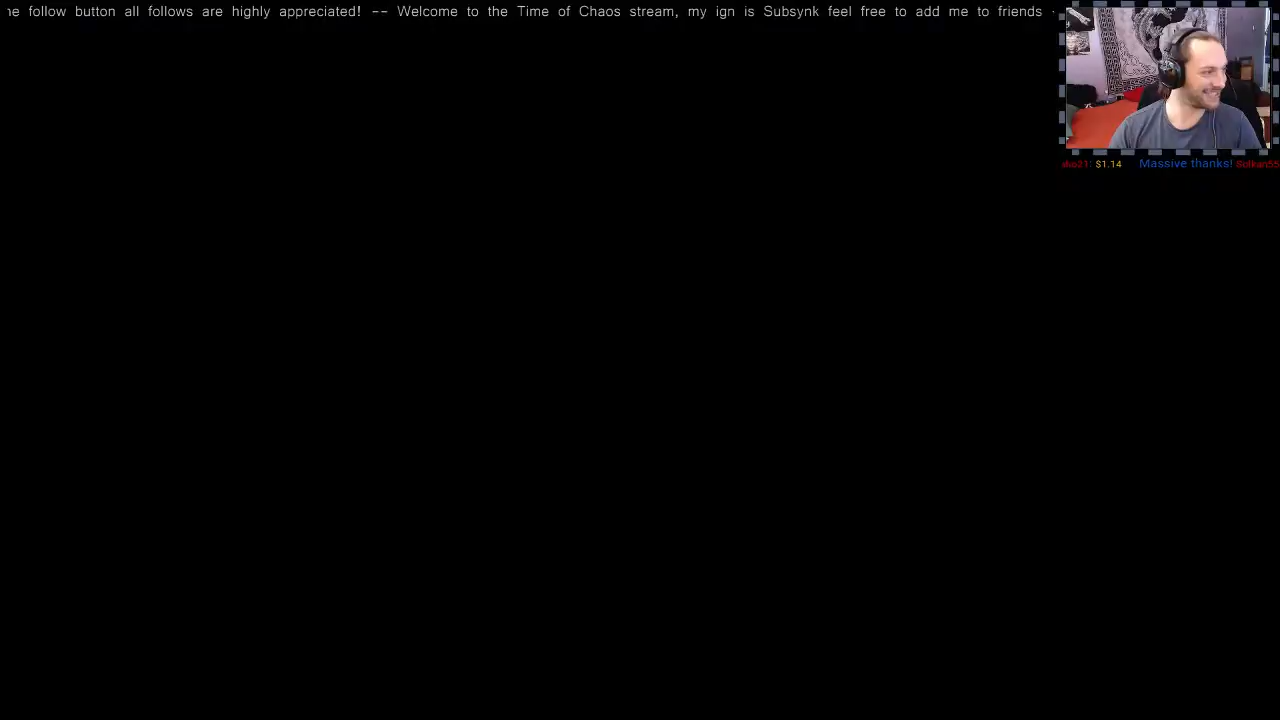 follow button all follows are highly appreciated! -- Welcome to the Time of Chaos stream, my ign is Subsynk feel free to add me to friends
$1.14 Massive thanks! Solkan55